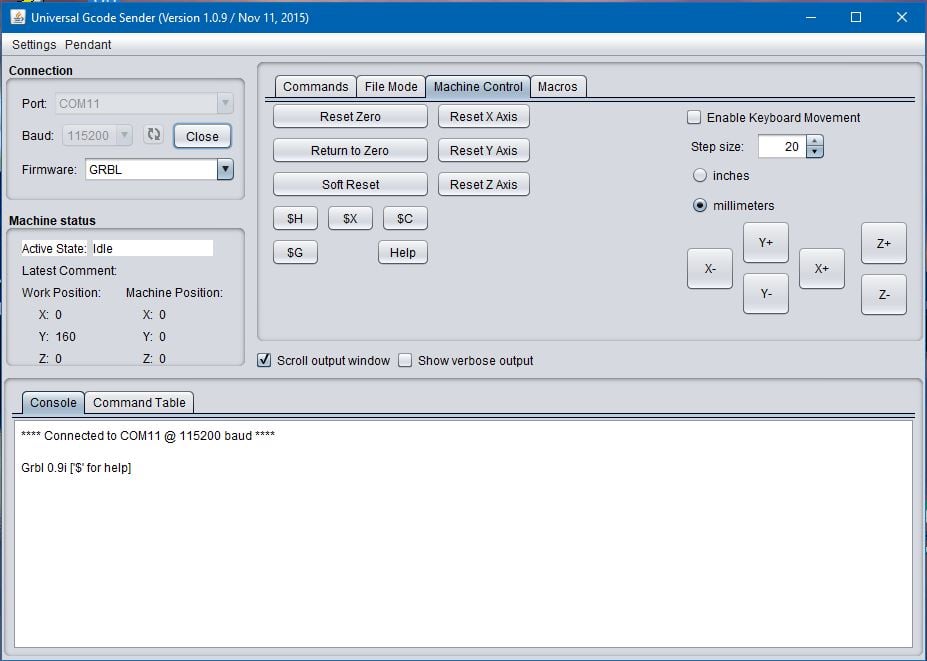 Universal Gcode Sender (Version 1.0.9 / Nov 11, 2015)
Settings Pendant
Connection
Port: COM11
Baud: 115200 Close
Firmware: GRBL
Machine status
Active State: Idle
Latest Comment:
Work Position: Machine Position:
X: 0 X: 0
Y: 160 Y: 0
Z: 0 Z: 0
Commands File Mode Machine Control Macros
Reset Zero Reset X Axis
Return to Zero Reset Y Axis
Soft Reset Reset Z Axis
$H $X $C
$G Help
Enable Keyboard Movement
Step size: 20
inches
millimeters
Y+ Z+
X- X+
Y- Z-
Scroll output window Show verbose output
Console Command Table
**** Connected to COM11 @ 115200 baud ****
Grbl 0.9i ['$' for help]